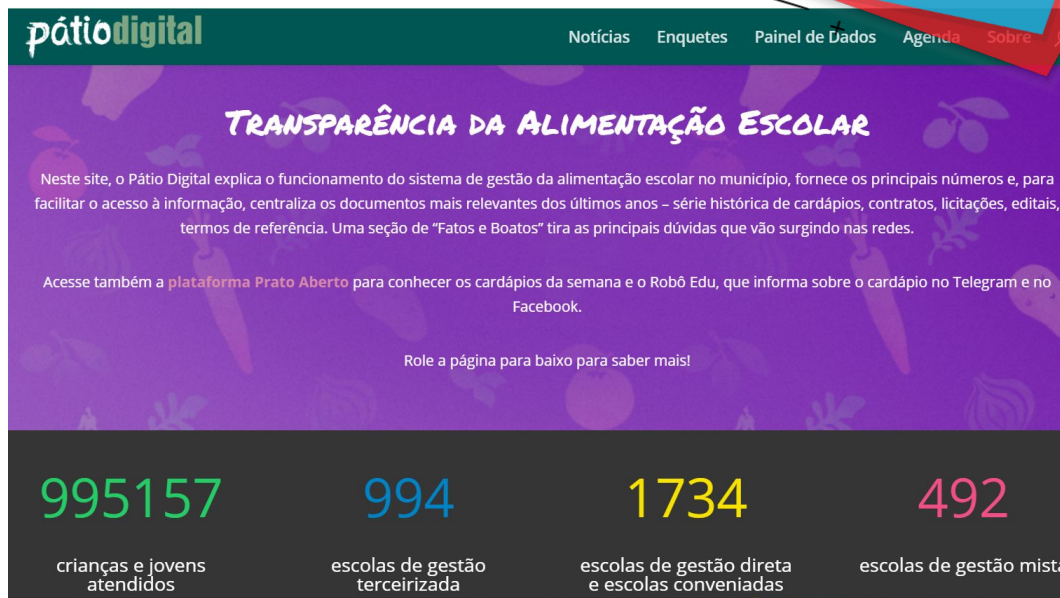 pátiodigital
Notícias Enquetes Painel de Dados Agenda Sobre
TRANSPARÊNCIA DA ALIMENTAÇÃO ESCOLAR
Neste site, o Pátio Digital explica o funcionamento do sistema de gestão da alimentação escolar no município, fornece os principais números e, para
facilitar o acesso à informação, centraliza os documentos mais relevantes dos últimos anos – série histórica de cardápios, contratos, licitações, editais,
termos de referência. Uma seção de “Fatos e Boatos” tira as principais dúvidas que vão surgindo nas redes.
Acesse também a plataforma Prato Aberto para conhecer os cardápios da semana e o Robô Edu, que informa sobre o cardápio no Telegram e no
Facebook.
Role a página para baixo para saber mais!
995157 994 1734 492
crianças e jovens escolas de gestão escolas de gestão direta escolas de gestão mista
atendidos terceirizada e escolas conveniadas